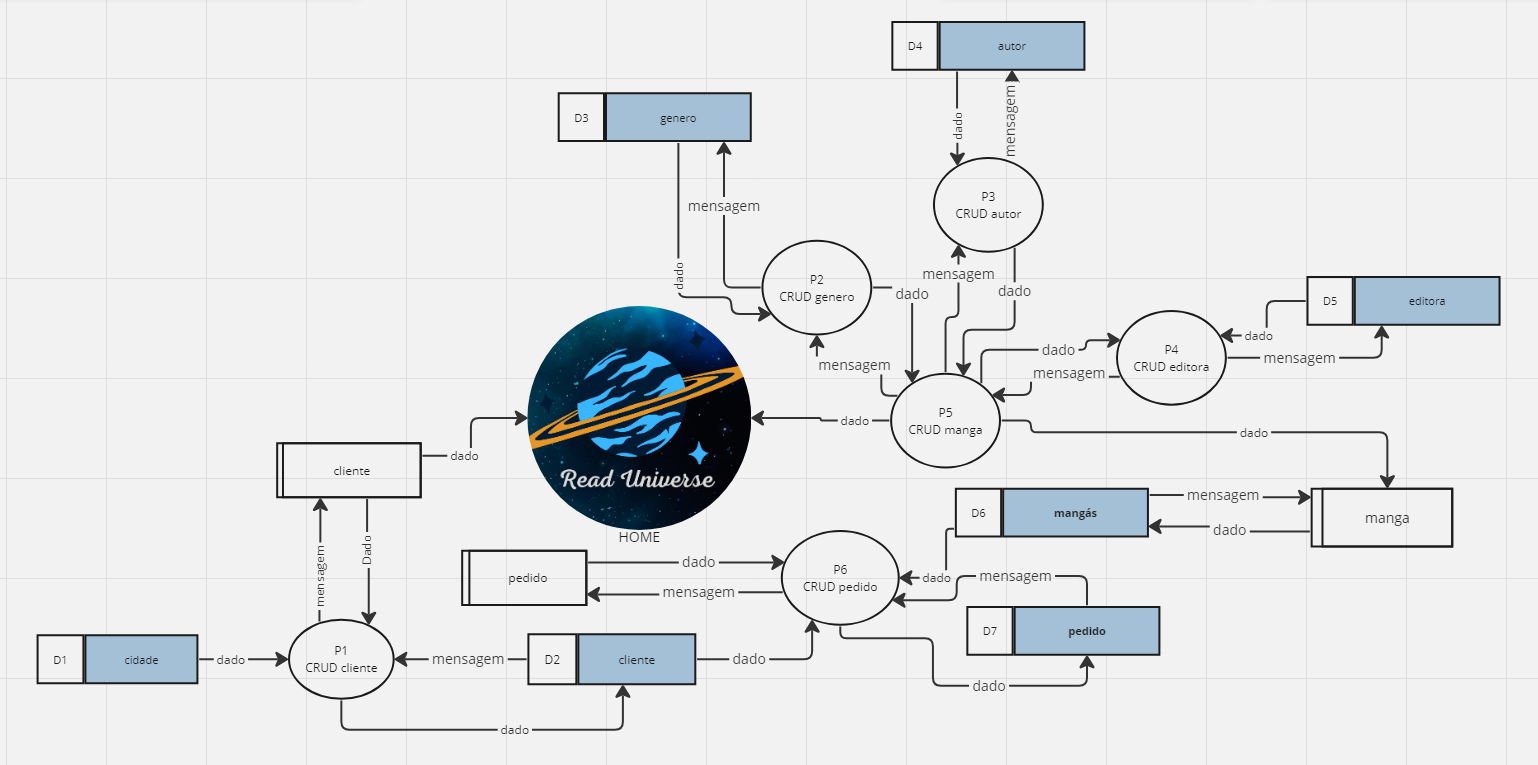 D4
autor
D3
genero
dado
mensagem
mensagem
P3
CRUD autor
dado
P2
CRUD genero
dado
mensagem
dado
D5
editora
dado
mensagem
dado
P4
CRUD editora
mensagem
mensagem
P5
CRUD manga
dado
dado
cliente
dado
Read Universe
HOME
D6
mangás
mensagem
dado
manga
mensagem
Dado
pedido
dado
mensagem
P6
CRUD pedido
dado
mensagem
D7
pedido
dado
D1
cidade
dado
P1
CRUD cliente
mensagem
D2
cliente
dado
dado